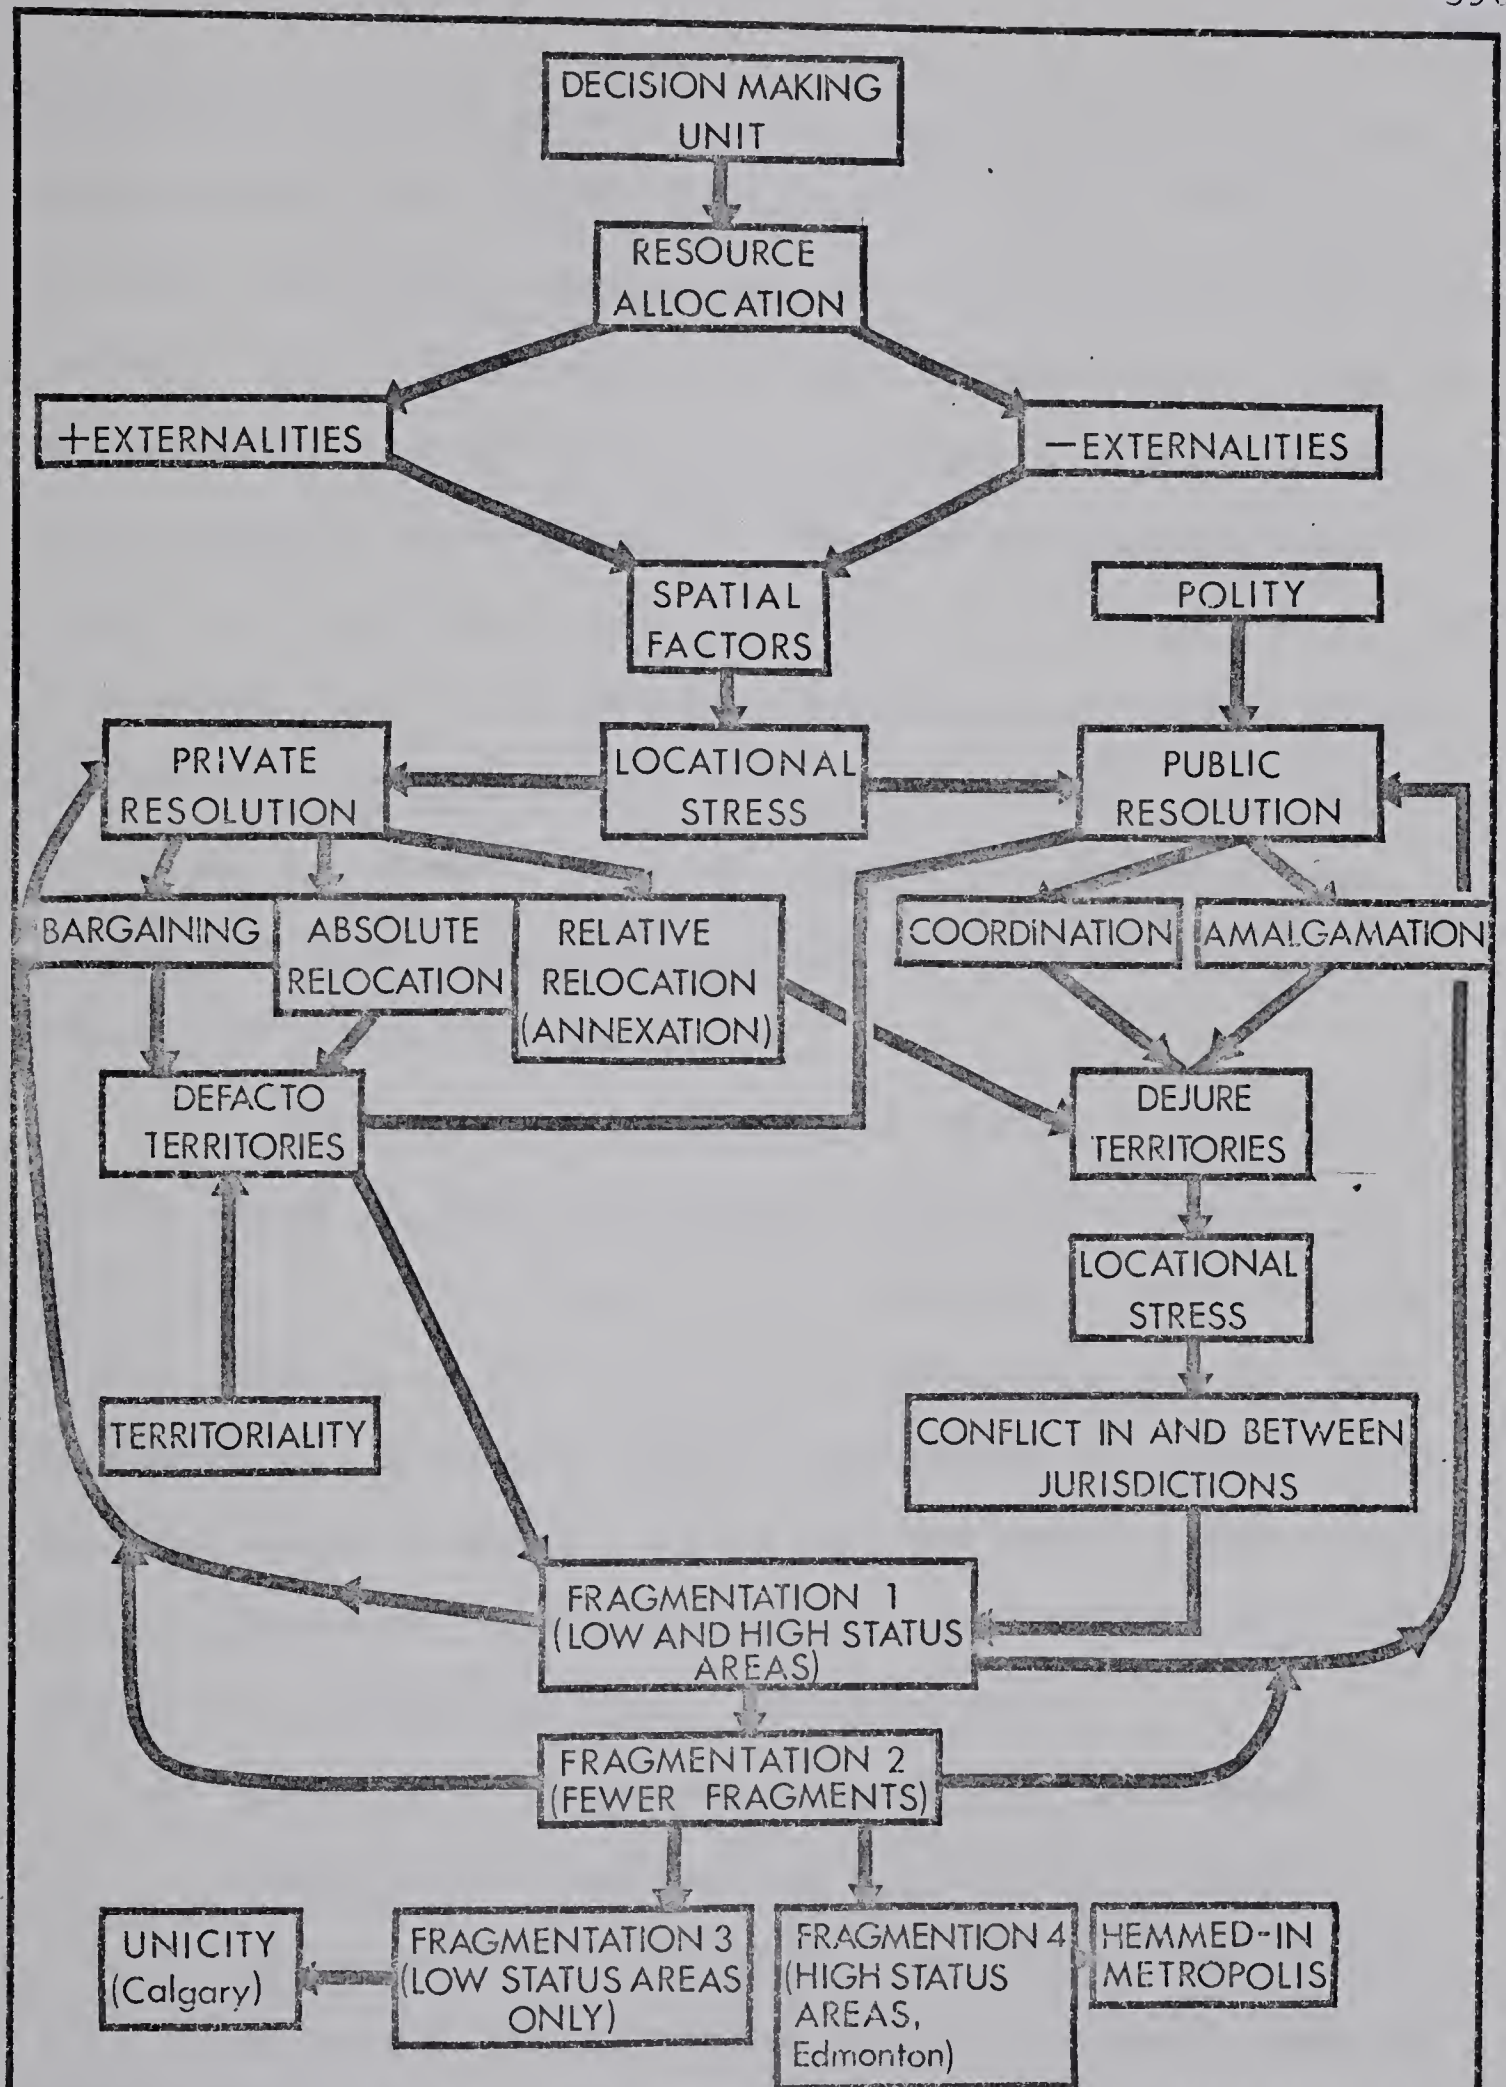 DECISION MAKING
UNIT
RESOURCE
ALLOCATION
+EXTERNALITIES
—EXTERNALITIES
SPATIAL
FACTORS
POLITY
PRIVATE
RESOLUTION
LOCATIONAL
STRESS
PUBLIC
RESOLUTION
BARGAINING
ABSOLUTE
RELOCATION
RELATIVE
RELOCATION
(ANNEXATION)
COORDINATION
AMALGAMATION
DEFACTO
TERRITORIES
DEJURE
TERRITORIES
LOCATIONAL
STRESS
TERRITORIALITY
CONFLICT IN AND BETWEEN
JURISDICTIONS
FRAGMENTATION 1
(LOW AND HIGH STATUS
AREAS)
FRAGMENTATION 2
(FEWER FRAGMENTS)
UNICITY
(Calgary)
FRAGMENTATION 3
(LOW STATUS AREAS
ONLY)
FRAGMENTION 4
(HIGH STATUS
AREAS,
Edmonton)
HEMMED-IN
METROPOLIS